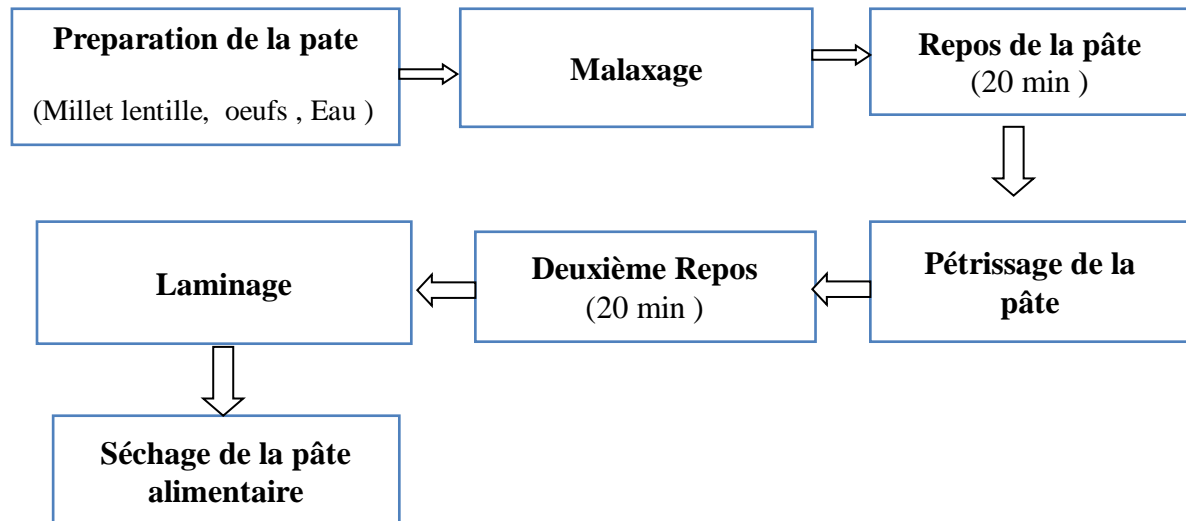 Preparation de la pate
(Millet lentille, oeufs , Eau )
Malaxage
Repos de la pâte
(20 min )
Pétrissage de la
pâte
Deuxième Repos
(20 min )
Laminage
Séchage de la pâte
alimentaire